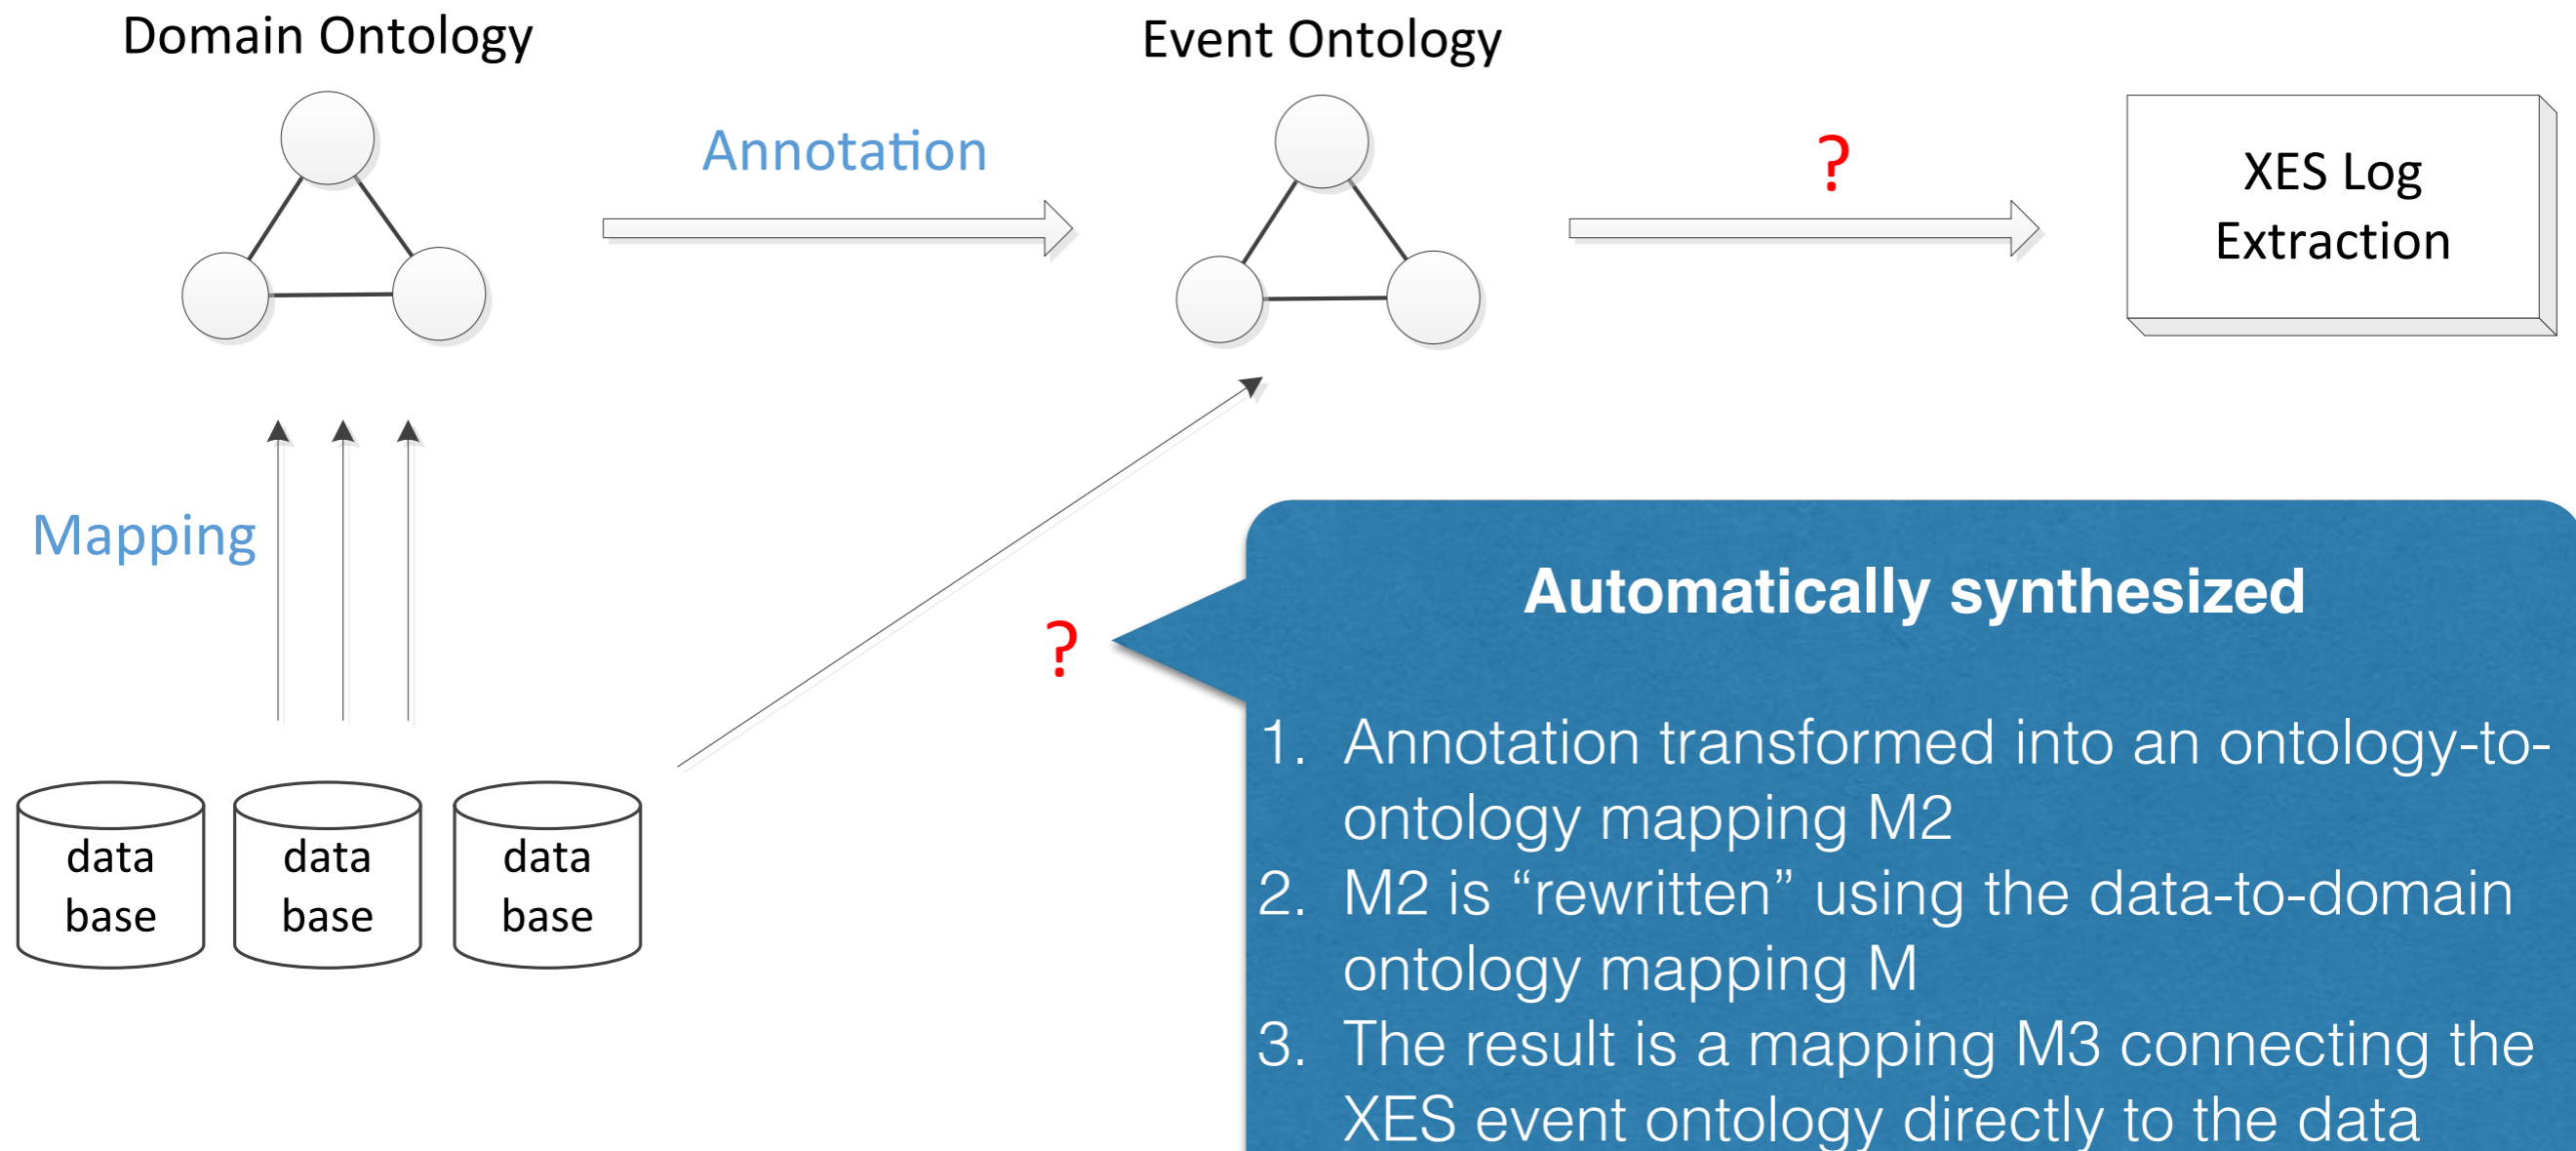 Domain Ontology
Event Ontology
Annotation
?
XES Log
Extraction
Mapping
?
data
base
data
base
data
base
Automatically synthesized
1. Annotation transformed into an ontology-to-
ontology mapping M2
2. M2 is “rewritten” using the data-to-domain
ontology mapping M
3. The result is a mapping M3 connecting the
XES event ontology directly to the data